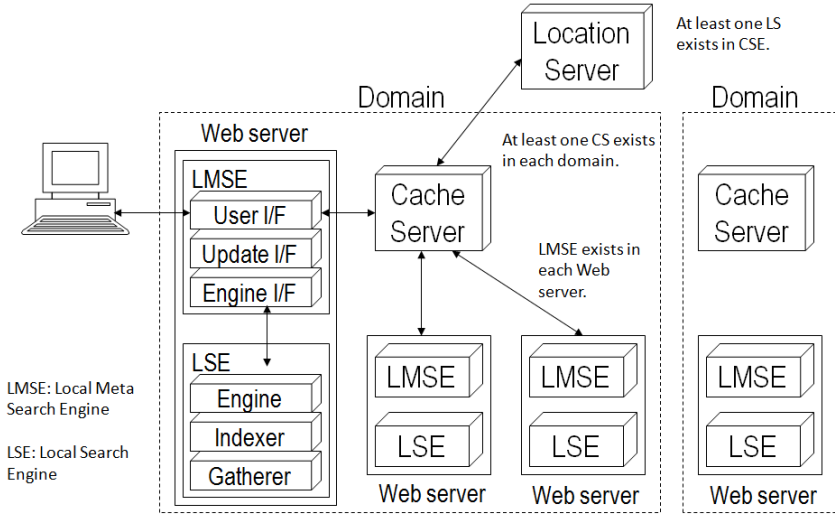 Location
Server
At least one LS
exists in CSE.
Domain
Domain
Web server
At least one CS exists
in each domain.
LMSE
User I/F
Update I/F
Engine I/F
Cache
Server
Cache
Server
LMSE exists in
each Web
server.
LSE
Engine
Indexer
Gatherer
LMSE
LSE
Web server
LMSE
LSE
Web server
LMSE
LSE
Web server
LMSE: Local Meta
Search Engine
LSE: Local Search
Engine